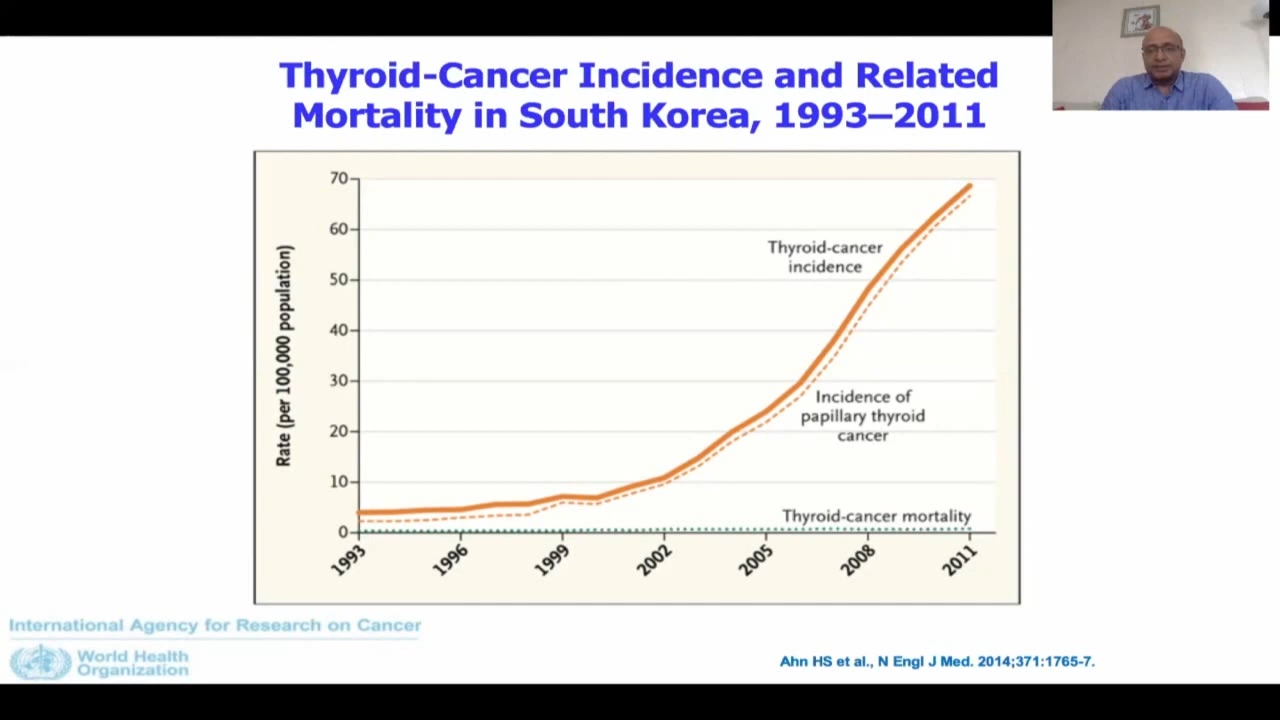 Thyroid-Cancer Incidence and Related
Mortality in South Korea, 1993–2011
70
60
50
40
30
20
10
0
Rate (per 100,000 population)
Thyroid-cancer
incidence
Incidence of
papillary thyroid
cancer
Thyroid-cancer mortality
1993
1996
1999
2002
2005
2008
2011
International Agency for Research on Cancer
World Health
Organization
Ahn HS et al., N Engl J Med. 2014;371:1765-7.